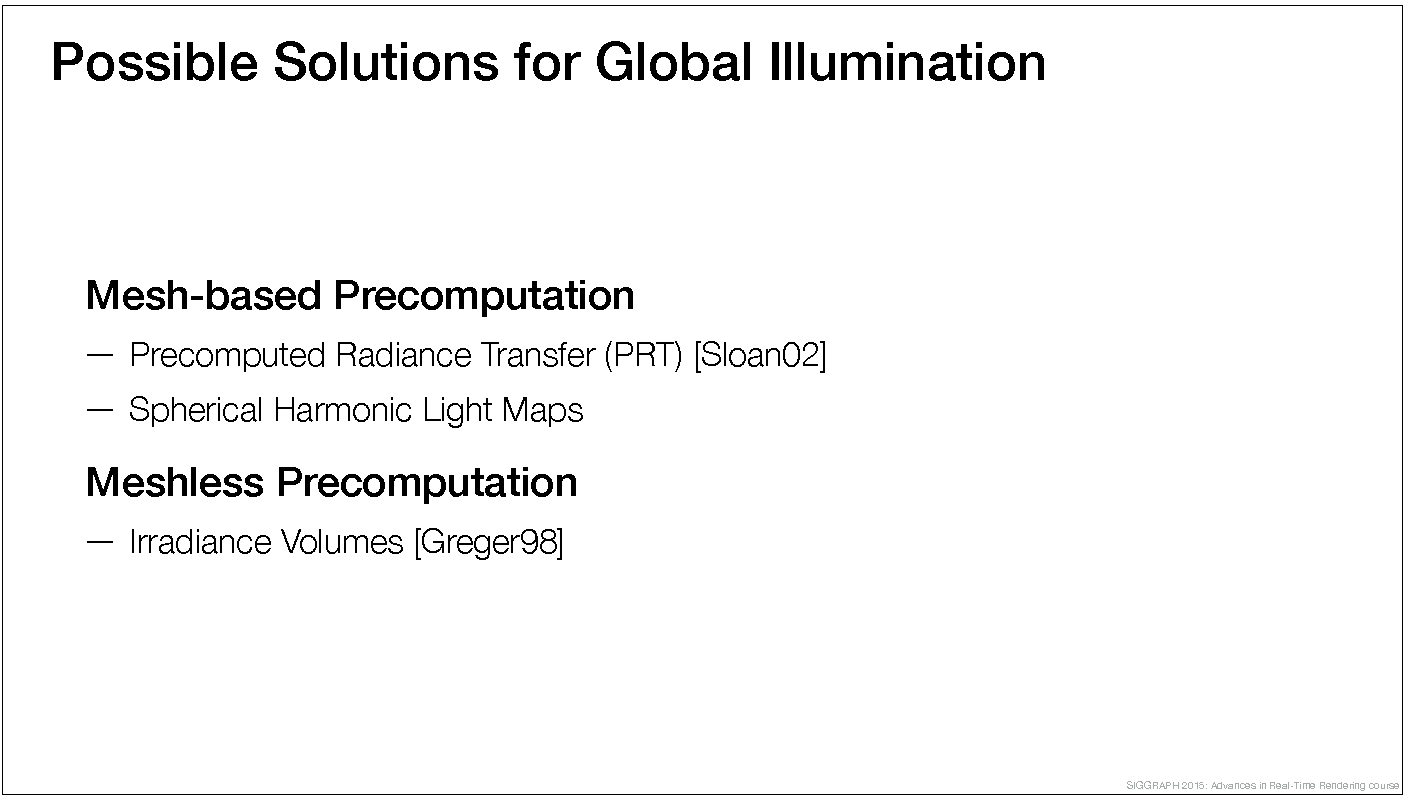 Possible Solutions for Global Illumination
Mesh-based Precomputation
— Precomputed Radiance Transfer (PRT) [Sloan02]
— Spherical Harmonic Light Maps
Meshless Precomputation
— Irradiance Volumes [Greger98]
SIGGRAPH 2015: Advances in Real-Time Rendering course